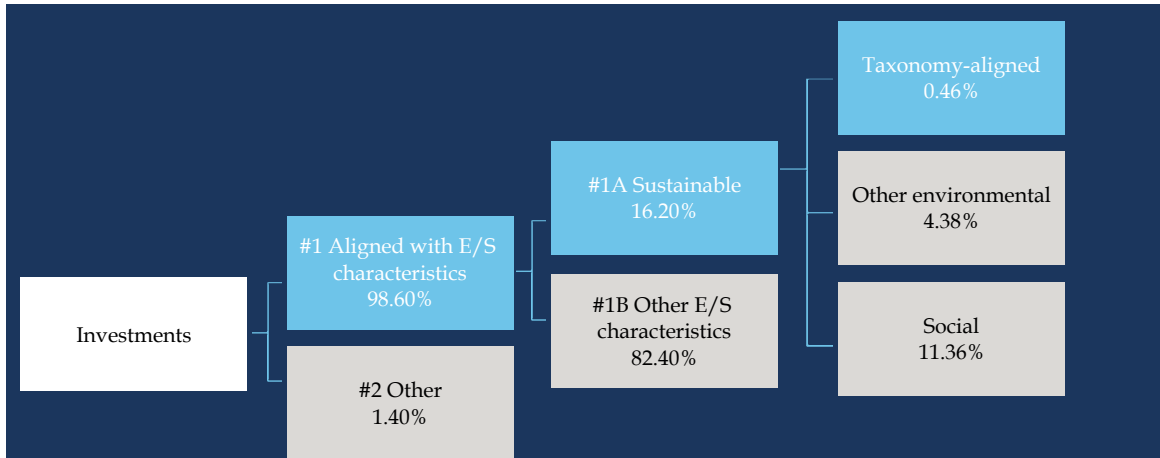 Investments
#1 Aligned with E/S
characteristics
98.60%
#2 Other
1.40%
#1A Sustainable
16.20%
#1B Other E/S
characteristics
82.40%
Taxonomy-aligned
0.46%
Other environmental
4.38%
Social
11.36%